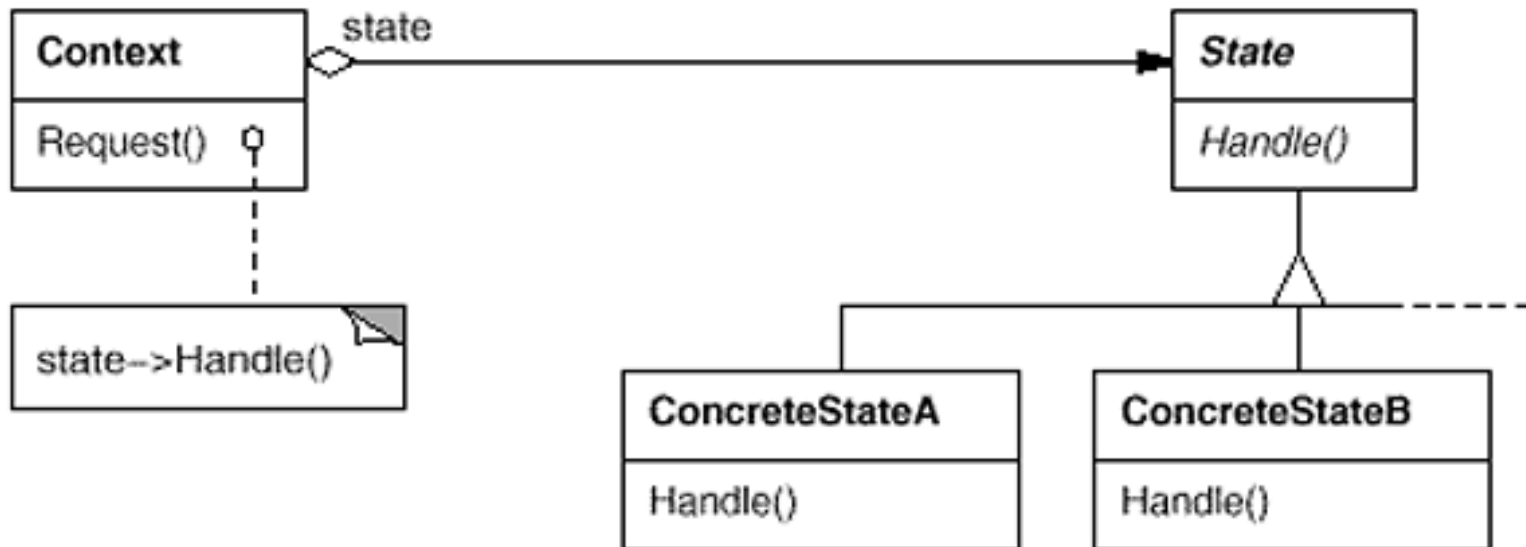 state
Context
State
Request()
Handle()
state–>Handle()
ConcreteStateA
ConcreteStateB
Handle()
Handle()